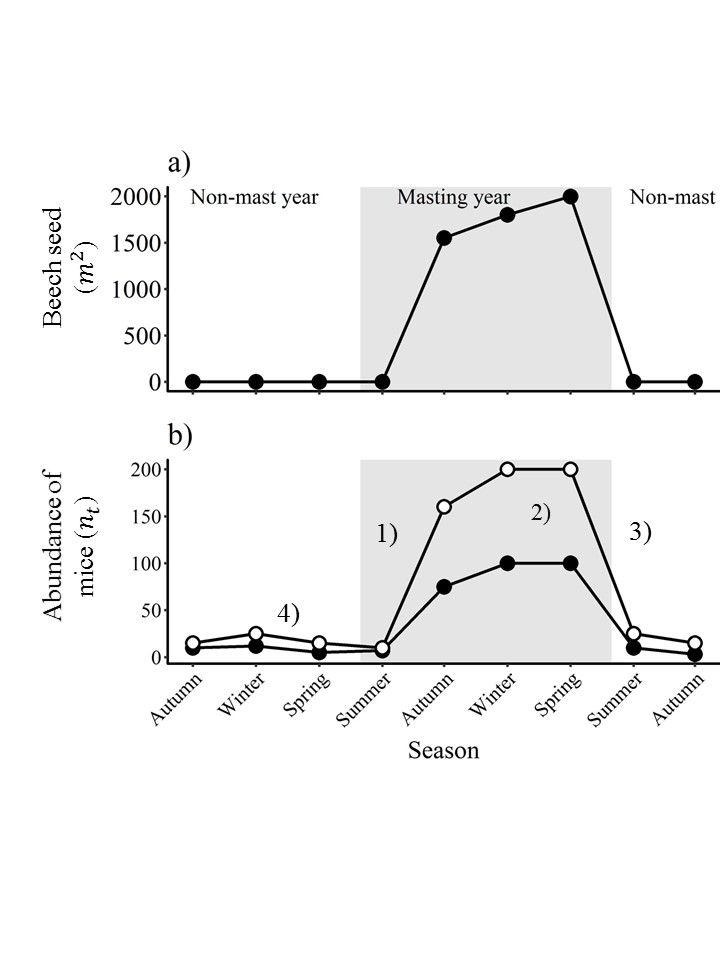 a)
Non-mast year
Masting year
Non-mast
Beech seed
(m²)
2000
1500
1000
500
0
b)
Abundance of
mice (nₜ)
200
150
100
50
0
1)
2)
3)
4)
Autumn
Winter
Spring
Summer
Autumn
Winter
Spring
Summer
Autumn
Season